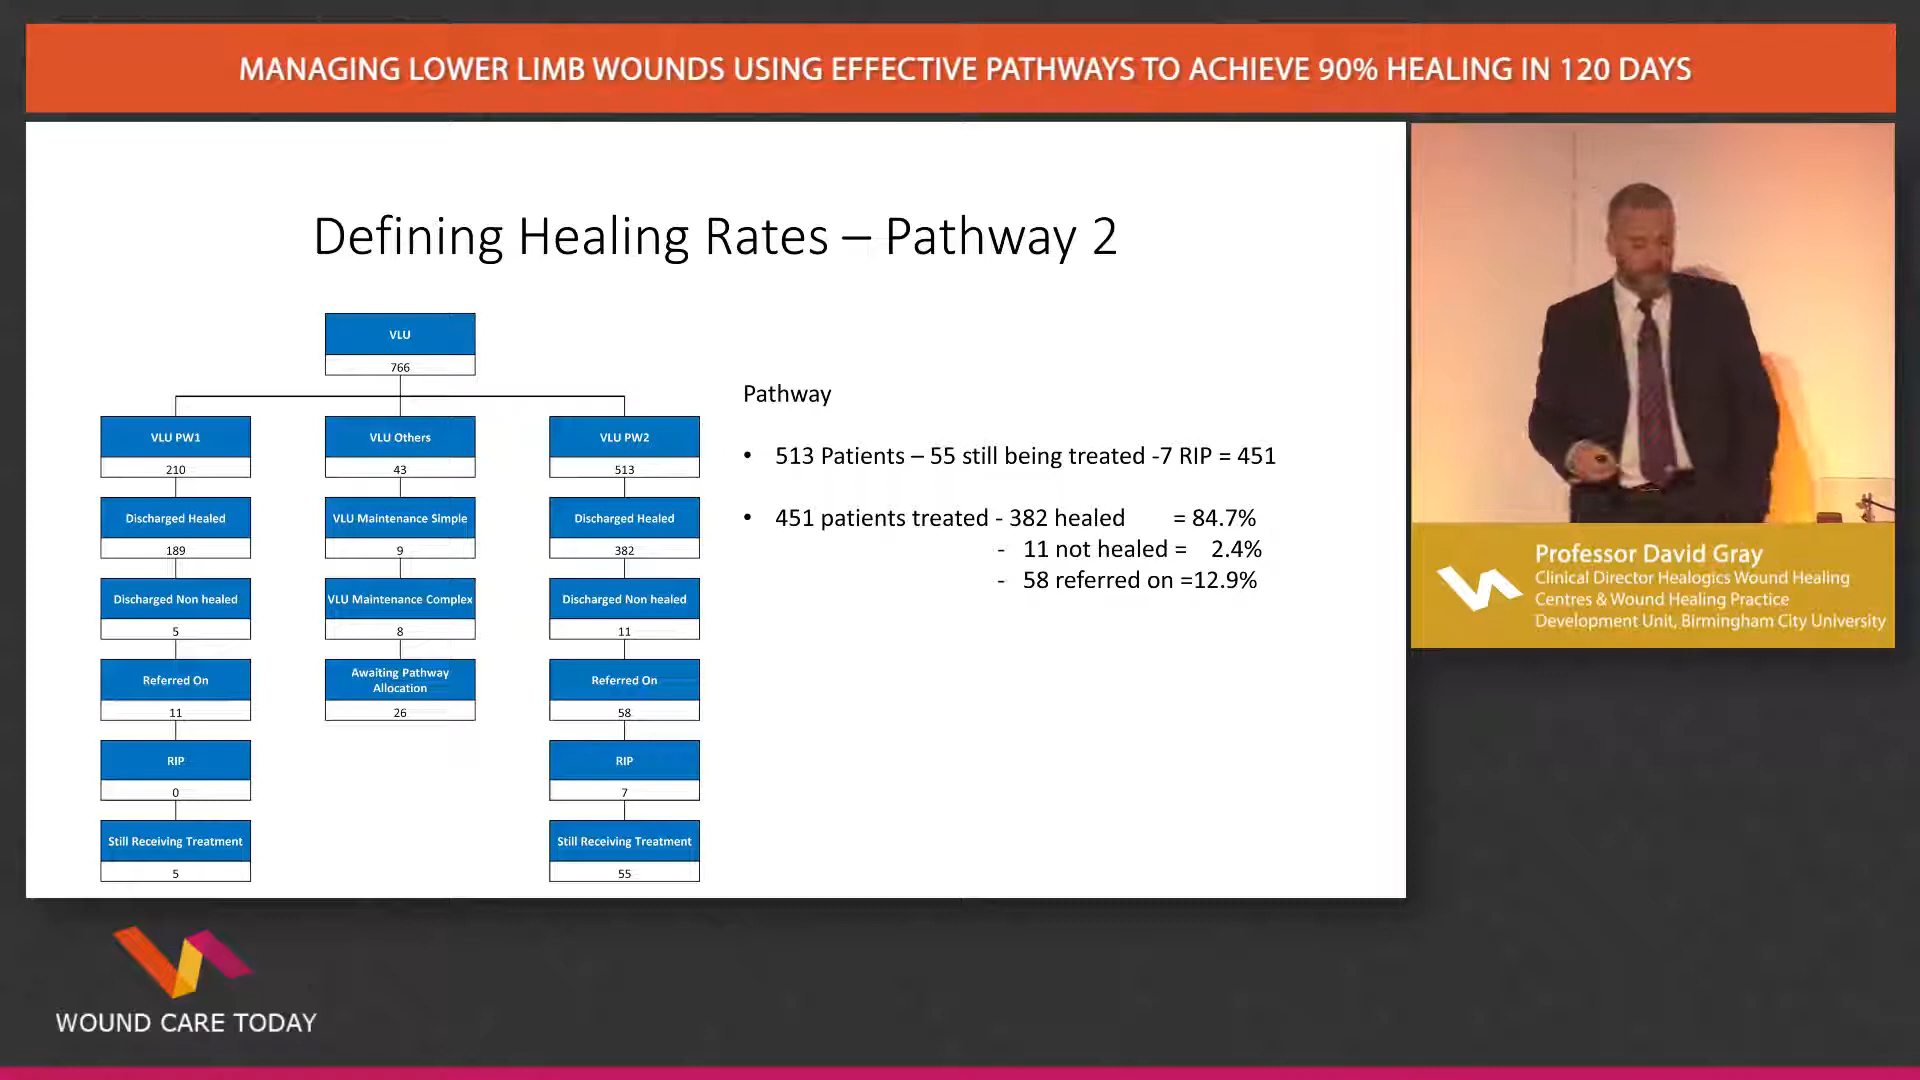 MANAGING LOWER LIMB WOUNDS USING EFFECTIVE PATHWAYS TO ACHIEVE 90% HEALING IN 120 DAYS
Defining Healing Rates – Pathway 2
VLU
766
VLU PW1
210
Discharged Healed
189
Discharged Non healed
5
Referred On
11
RIP
0
Still Receiving Treatment
5
VLU Others
43
VLU Maintenance Simple
9
VLU Maintenance Complex
8
Awaiting Pathway
Allocation
26
VLU PW2
513
Discharged Healed
382
Discharged Non healed
11
Referred On
58
RIP
7
Still Receiving Treatment
55
Pathway
• 513 Patients – 55 still being treated -7 RIP = 451
• 451 patients treated - 382 healed = 84.7%
- 11 not healed = 2.4%
- 58 referred on =12.9%
Professor David Gray
Clinical Director Healogics Wound Healing
Centres & Wound Healing Practice
Development Unit, Birmingham City University
WOUND CARE TODAY